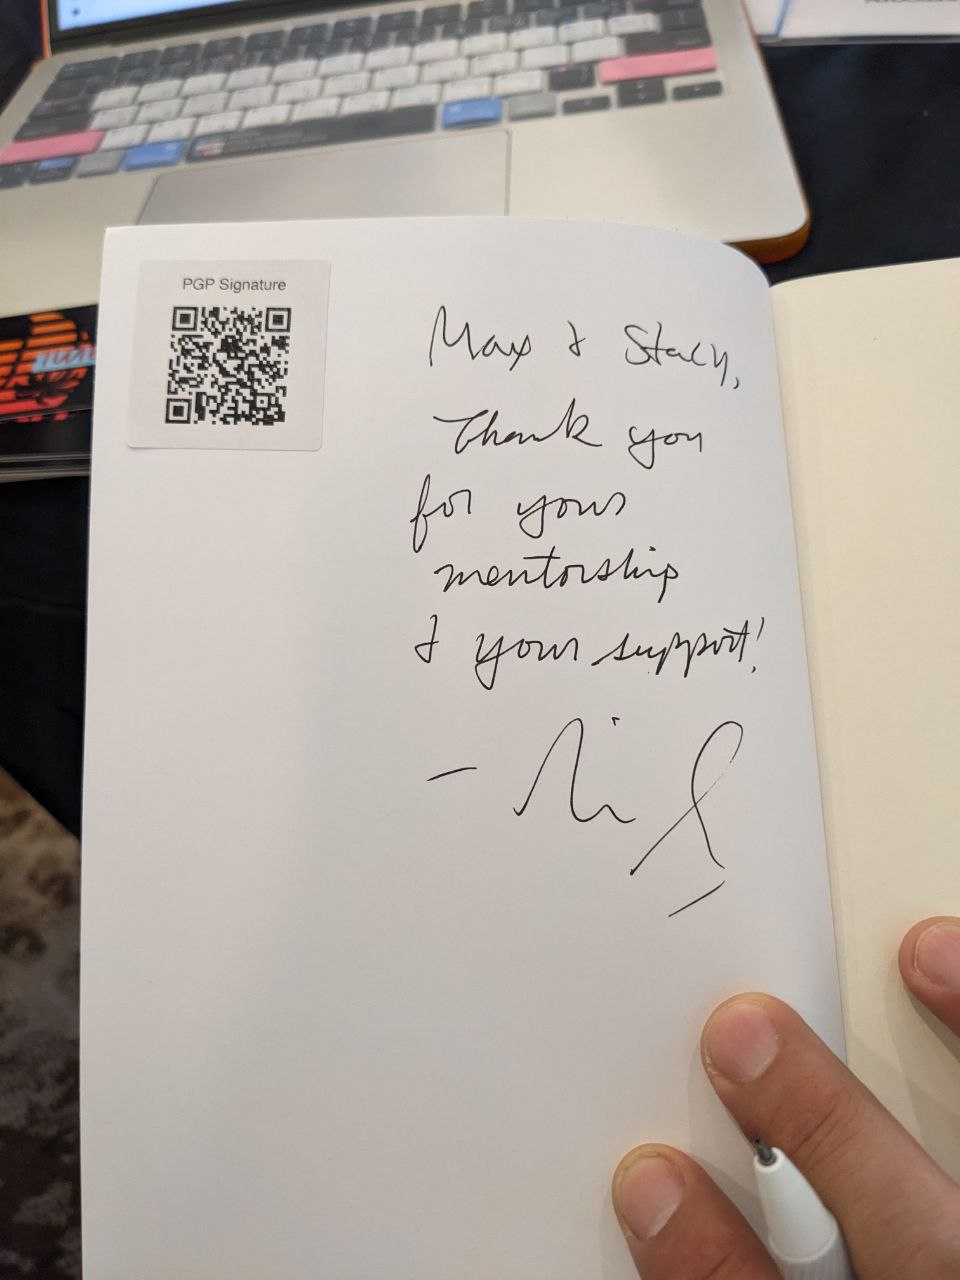 PGP Signature
Max & Stacy,
Thank you
for your
mentorship
& your support!